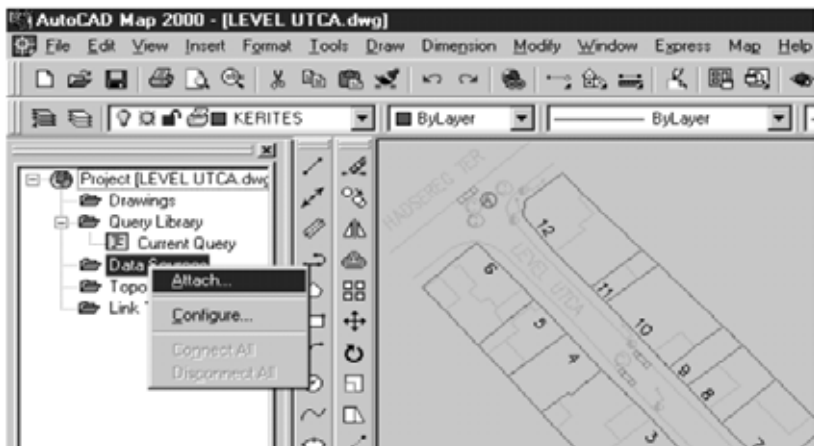 AutoCAD Map 2000 - [LEVEL UTCA.dwg]
File Edit View Insert Format Tools Draw Dimension Modify Window Express Map Help
KERITES ByLayer ByLayer
Project [LEVEL UTCA.dwg
Drawings
Query Library
Current Query
Data Sources
Attach...
Topo
Link T
Configure...
Connect All
Disconnect All
HADSEREG TER
LEVEL UTCA
12
11
10
9
8
7
6
5
4
3